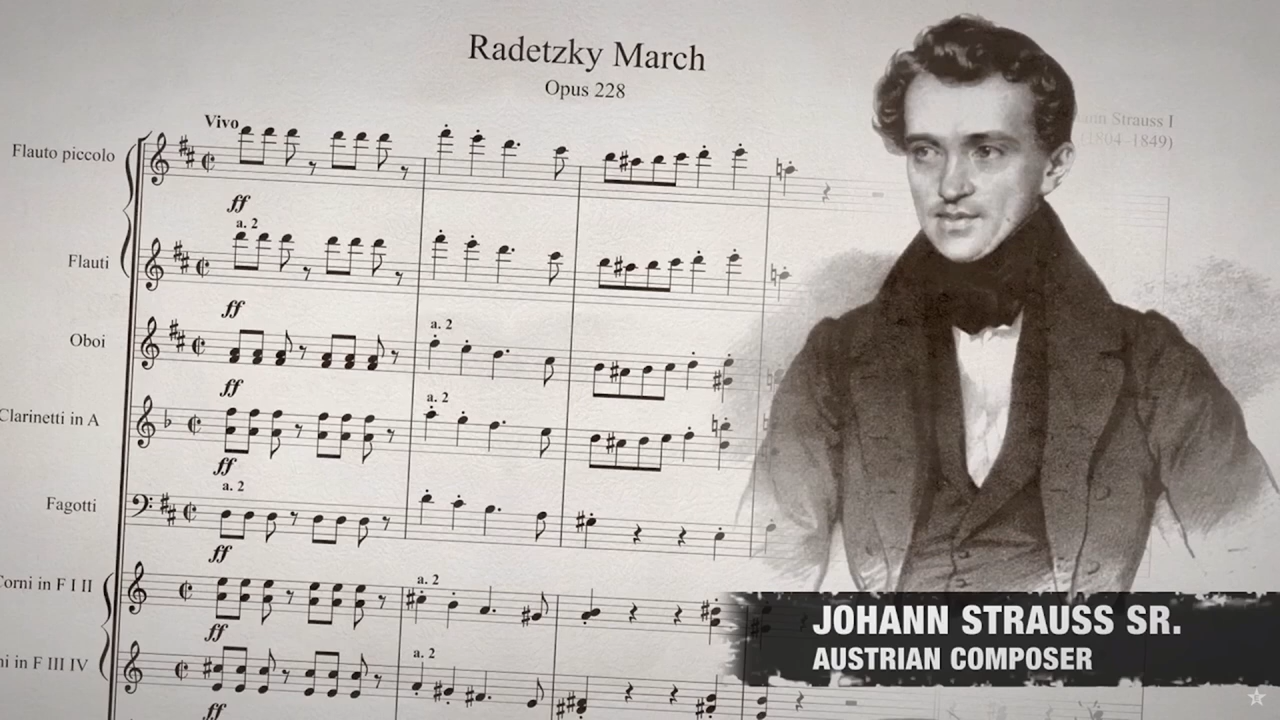 Radetzky March
Opus 228
Strauss I
(1804–1849)
Vivo
Flauto piccolo
ff
a. 2
Flauti
ff
a. 2
Oboi
ff
a. 2
Clarinetti in A
ff
a. 2
Fagotti
ff
a. 2
Corni in F I II
ff
a. 2
in F III IV
ff
JOHANN STRAUSS SR.
AUSTRIAN COMPOSER